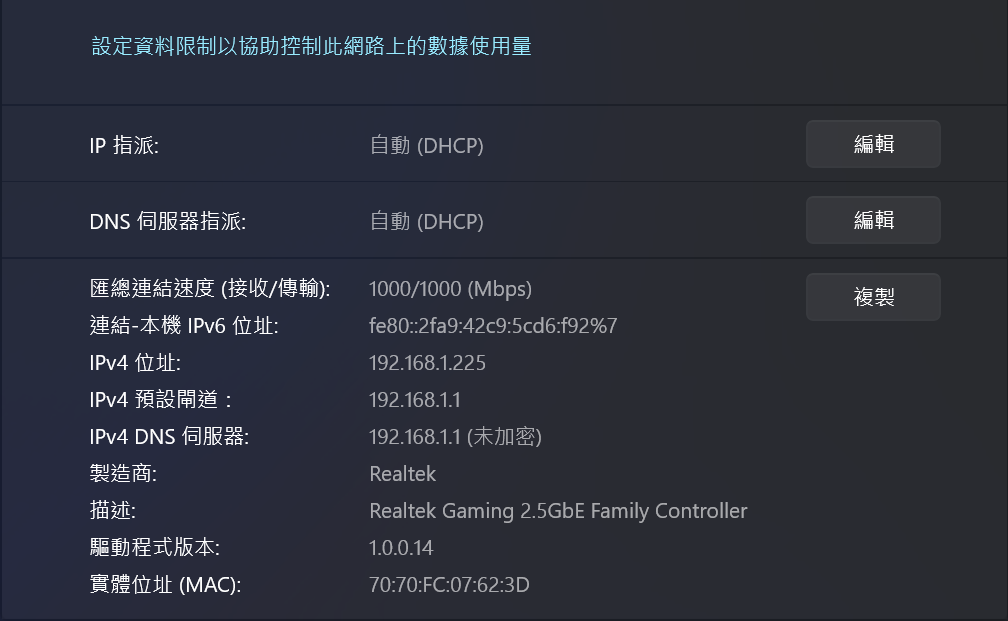 設定資料限制以協助控制此網路上的數據使用量
IP 指派: 自動 (DHCP) 編輯
DNS 伺服器指派: 自動 (DHCP) 編輯
匯總連結速度 (接收/傳輸): 1000/1000 (Mbps) 複製
連結-本機 IPv6 位址: fe80::2fa9:42c9:5cd6:f92%7
IPv4 位址: 192.168.1.225
IPv4 預設閘道： 192.168.1.1
IPv4 DNS 伺服器: 192.168.1.1 (未加密)
製造商: Realtek
描述: Realtek Gaming 2.5GbE Family Controller
驅動程式版本: 1.0.0.14
實體位址 (MAC): 70:70:FC:07:62:3D